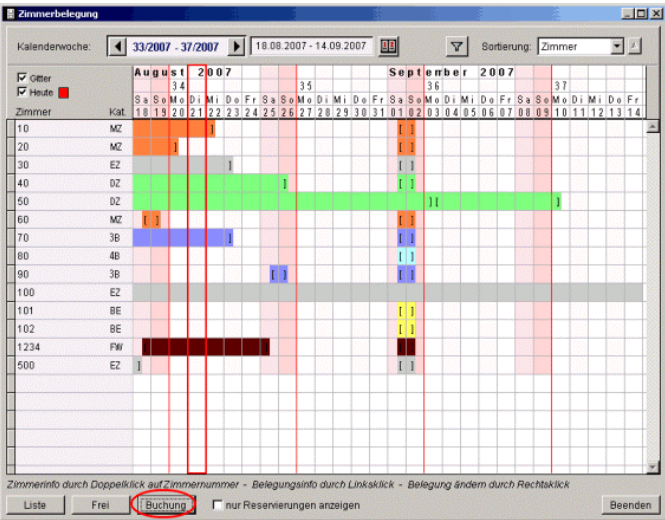 Zimmerbelegung
Kalenderwoche: 33/2007 - 37/2007 18.08.2007 - 14.09.2007 Sortierung: Zimmer
Gitter
Heute
August 2007 September 2007
34 35 36 37
Sa So Mo Di Mi Do Fr Sa So Mo Di Mi Do Fr Sa So Mo Di Mi Do Fr Sa So Mo Di Mi Do Fr
Zimmer Kat. 18 19 20 21 22 23 24 25 26 27 28 29 30 31 01 02 03 04 05 06 07 08 09 10 11 12 13 14
10 MZ ] [ ]
20 MZ ] [ ]
30 EZ ] [ ]
40 DZ ] [ ]
50 DZ ] [ ]
60 MZ [ ] [ ]
70 3B ] [ ]
80 4B [ ]
90 3B [ ] [ ]
100 EZ
101 BE [ ]
102 BE [ ]
1234 FW
500 EZ ] [ ]
Zimmerinfo durch Doppelklick auf Zimmernummer - Belegungsinfo durch Linksklick - Belegung ändern durch Rechtsklick
Liste Frei Buchung nur Reservierungen anzeigen Beenden